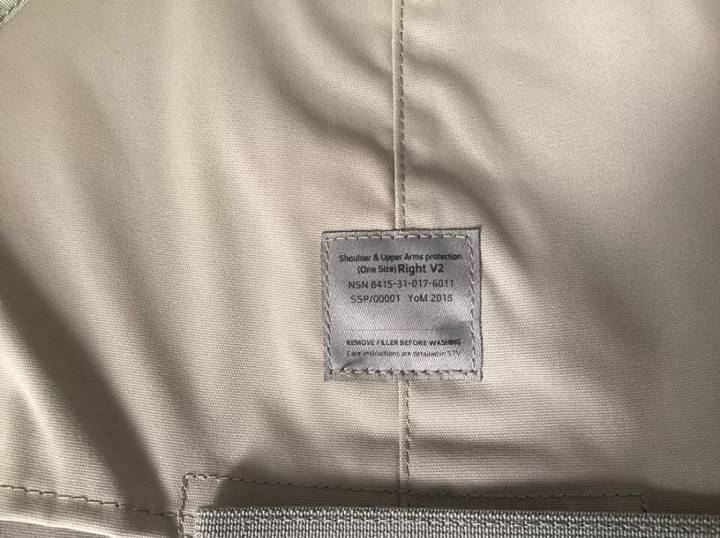 Shoulder & Upper Arms protection
(One Size) Right V2
NSN 8415-31-017-6011
SSP/00001 YoM 2018
REMOVE FILLER BEFORE WASHING
Care instructions are detailed in STV